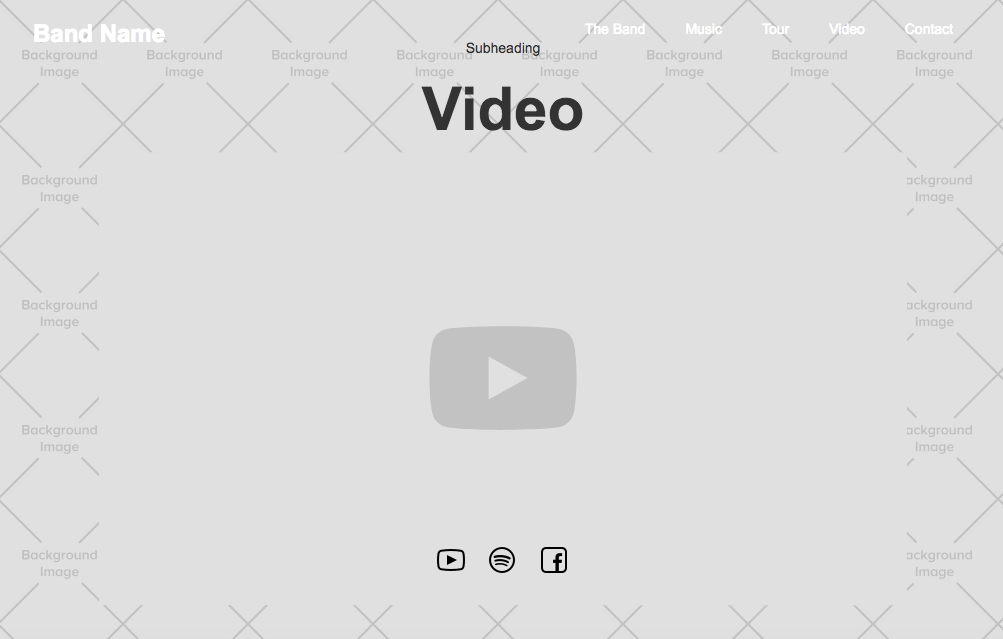 Band Name
The Band Music Tour Video Contact
Subheading
Background Background Background Background Background Background Background Background
Image Image Image Image Image Image Image Image
Video
Background ackground
Image Image
Background ackground
Image Image
Background ackground
Image Image
Background ackground
Image Image